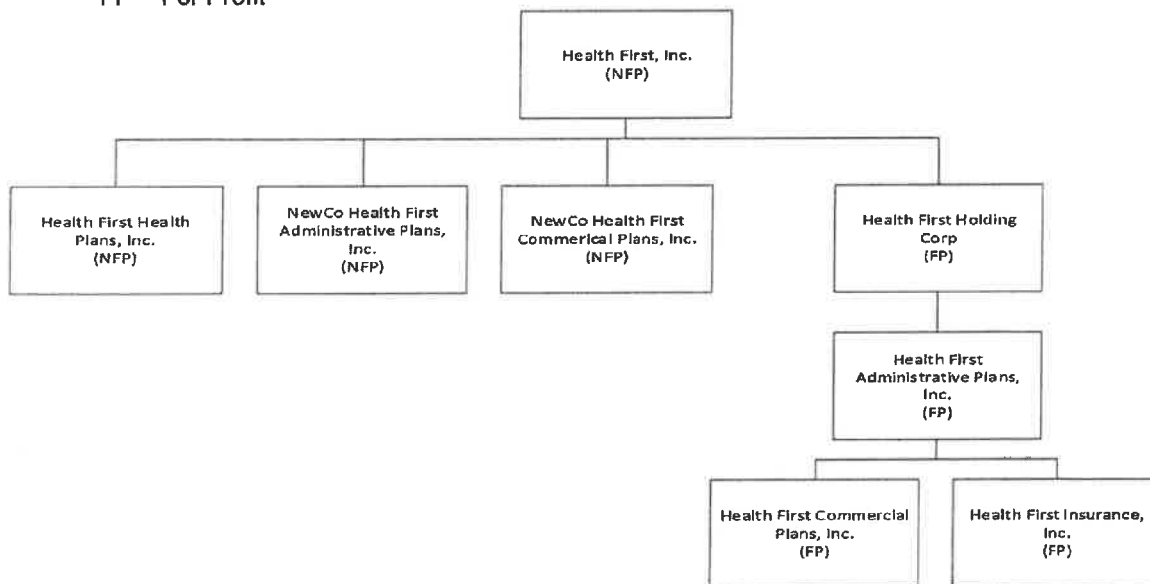 Health First, Inc.
(NFP)
Health First Health
Plans, Inc.
(NFP)
NewCo Health First
Administrative Plans,
Inc.
(NFP)
NewCo Health First
Commerical Plans, Inc.
(NFP)
Health First Holding
Corp
(FP)
Health First
Administrative Plans,
Inc.
(FP)
Health First Commercial
Plans, Inc.
(FP)
Health First Insurance,
Inc.
(FP)